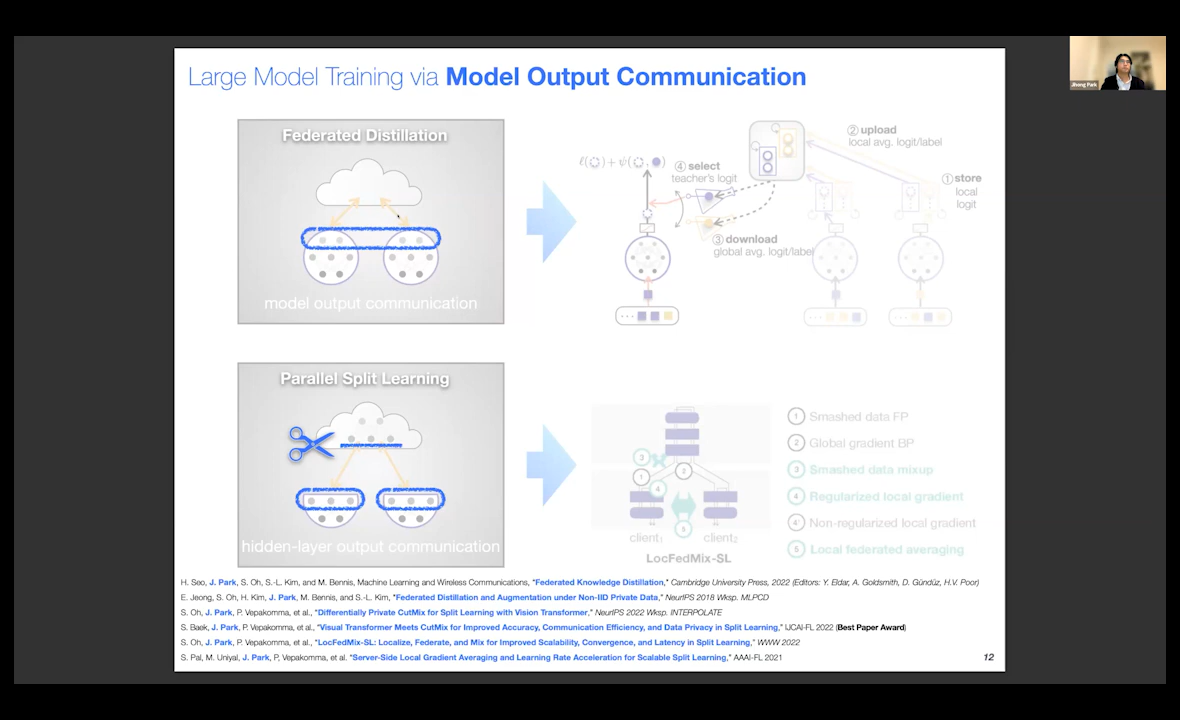 Large Model Training via Model Output Communication
Jihong Park
Federated Distillation
model output communication
ℓ(◌) + ψ(◌, ●)
④ select
teacher's logit
② upload
local avg. logit/label
① store
local
logit
③ download
global avg. logit/label
Parallel Split Learning
hidden-layer output communication
3
1
2
4
5
client₁
client₂
LocFedMix-SL
1 Smashed data FP
2 Global gradient BP
3 Smashed data mixup
4 Regularized local gradient
4' Non-regularized local gradient
5 Local federated averaging
H. Seo, J. Park, S. Oh, S.-L. Kim, and M. Bennis, Machine Learning and Wireless Communications, "Federated Knowledge Distillation," Cambridge University Press, 2022 (Editors: Y. Eldar, A. Goldsmith, D. Gündüz, H.V. Poor)
E. Jeong, S. Oh, H. Kim, J. Park, M. Bennis, and S.-L. Kim, "Federated Distillation and Augmentation under Non-IID Private Data," NeurIPS 2018 Wksp. MLPCD
S. Oh, J. Park, P. Vepakomma, et al., "Differentially Private CutMix for Split Learning with Vision Transformer," NeurIPS 2022 Wksp. INTERPOLATE
S. Baek, J. Park, P. Vepakomma, et al., "Visual Transformer Meets CutMix for Improved Accuracy, Communication Efficiency, and Data Privacy in Split Learning," IJCAI-FL 2022 (Best Paper Award)
S. Oh, J. Park, P. Vepakomma, et al., "LocFedMix-SL: Localize, Federate, and Mix for Improved Scalability, Convergence, and Latency in Split Learning," WWW 2022
S. Pal, M. Uniyal, J. Park, P. Vepakomma, et al. "Server-Side Local Gradient Averaging and Learning Rate Acceleration for Scalable Split Learning," AAAI-FL 2021
12